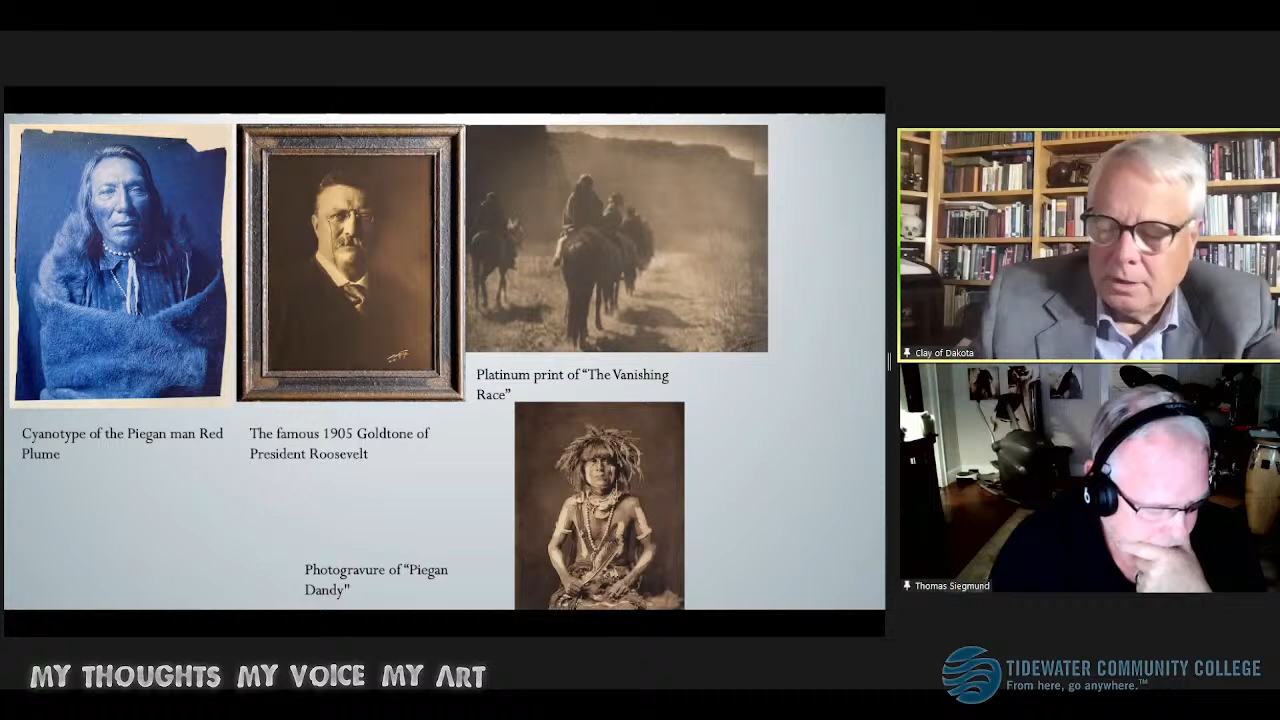 Platinum print of “The Vanishing
Race”
Cyanotype of the Piegan man Red
Plume
The famous 1905 Goldtone of
President Roosevelt
Photogravure of “Piegan
Dandy"
Clay of Dakota
Thomas Siegmund
MY THOUGHTS MY VOICE MY ART
TIDEWATER COMMUNITY COLLEGE
From here, go anywhere.™